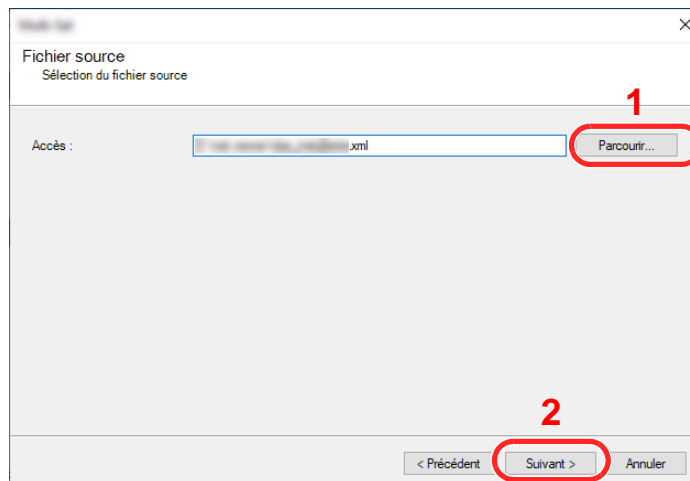 Fichier source
Sélection du fichier source
1
Accès : .xml Parcourir...
2
< Précédent Suivant > Annuler